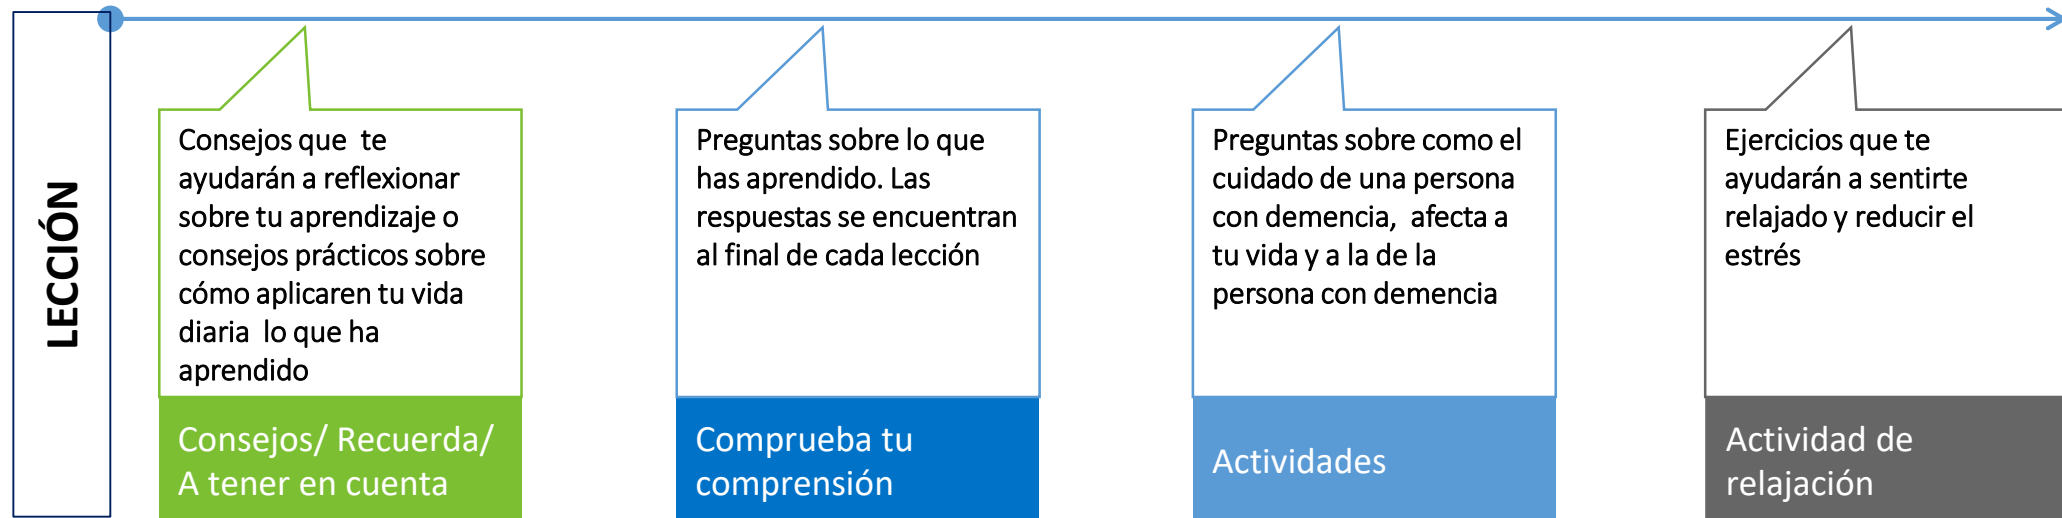 LECCIÓN
Consejos que te
ayudarán a reflexionar
sobre tu aprendizaje o
consejos prácticos sobre
cómo aplicaren tu vida
diaria lo que ha
aprendido
Consejos/ Recuerda/
A tener en cuenta
Preguntas sobre lo que
has aprendido. Las
respuestas se encuentran
al final de cada lección
Comprueba tu
comprensión
Preguntas sobre como el
cuidado de una persona
con demencia, afecta a
tu vida y a la de la
persona con demencia
Actividades
Ejercicios que te
ayudarán a sentirte
relajado y reducir el
estrés
Actividad de
relajación